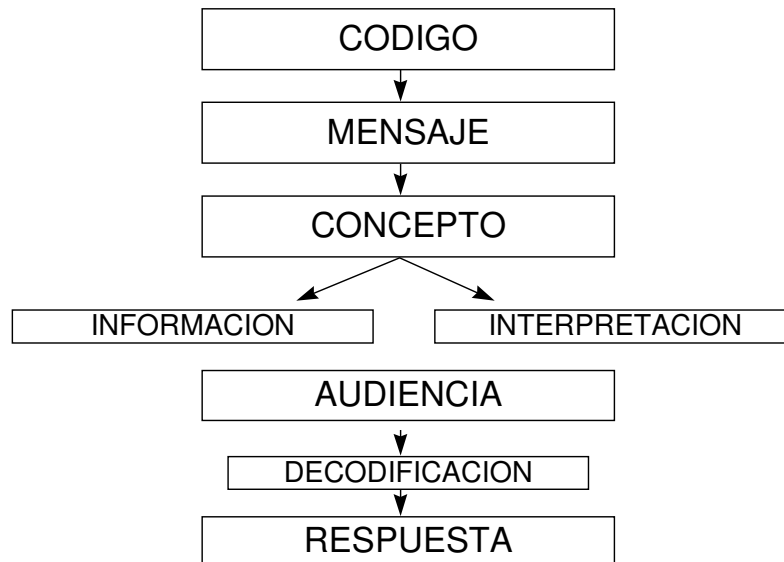 CODIGO
MENSAJE
CONCEPTO
INFORMACION
INTERPRETACION
AUDIENCIA
DECODIFICACION
RESPUESTA